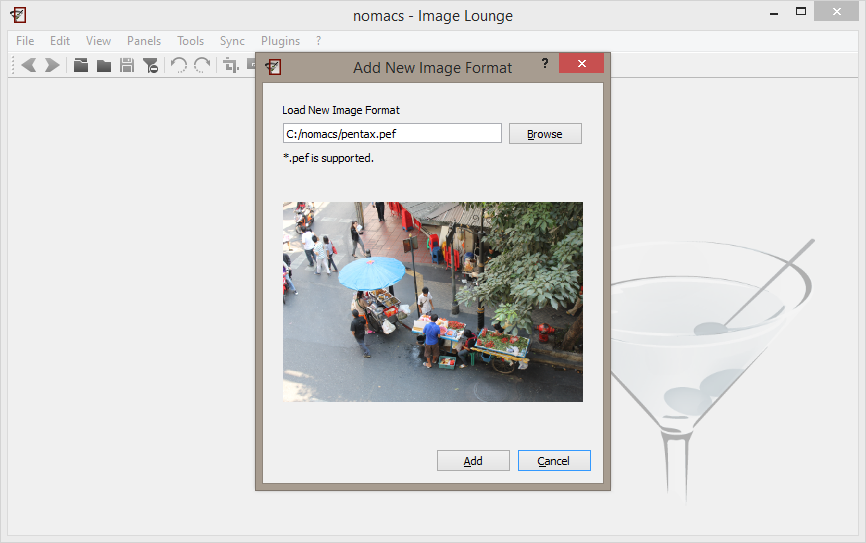 nomacs - Image Lounge
File Edit View Panels Tools Sync Plugins ?
Add New Image Format ?
Load New Image Format
C:/nomacs/pentax.pef Browse
*.pef is supported.
Add Cancel